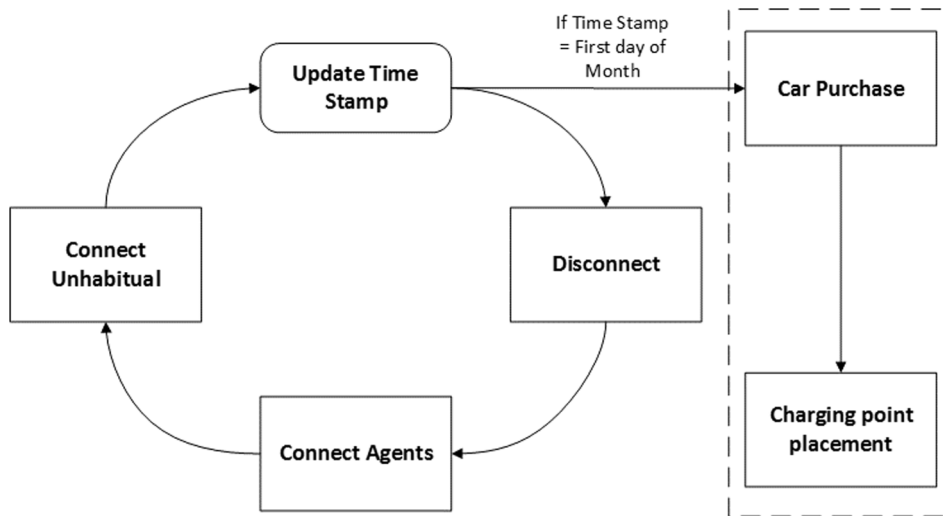 If Time Stamp
= First day of
Month
Update Time
Stamp
Car Purchase
Connect
Unhabitual
Disconnect
Connect Agents
Charging point
placement